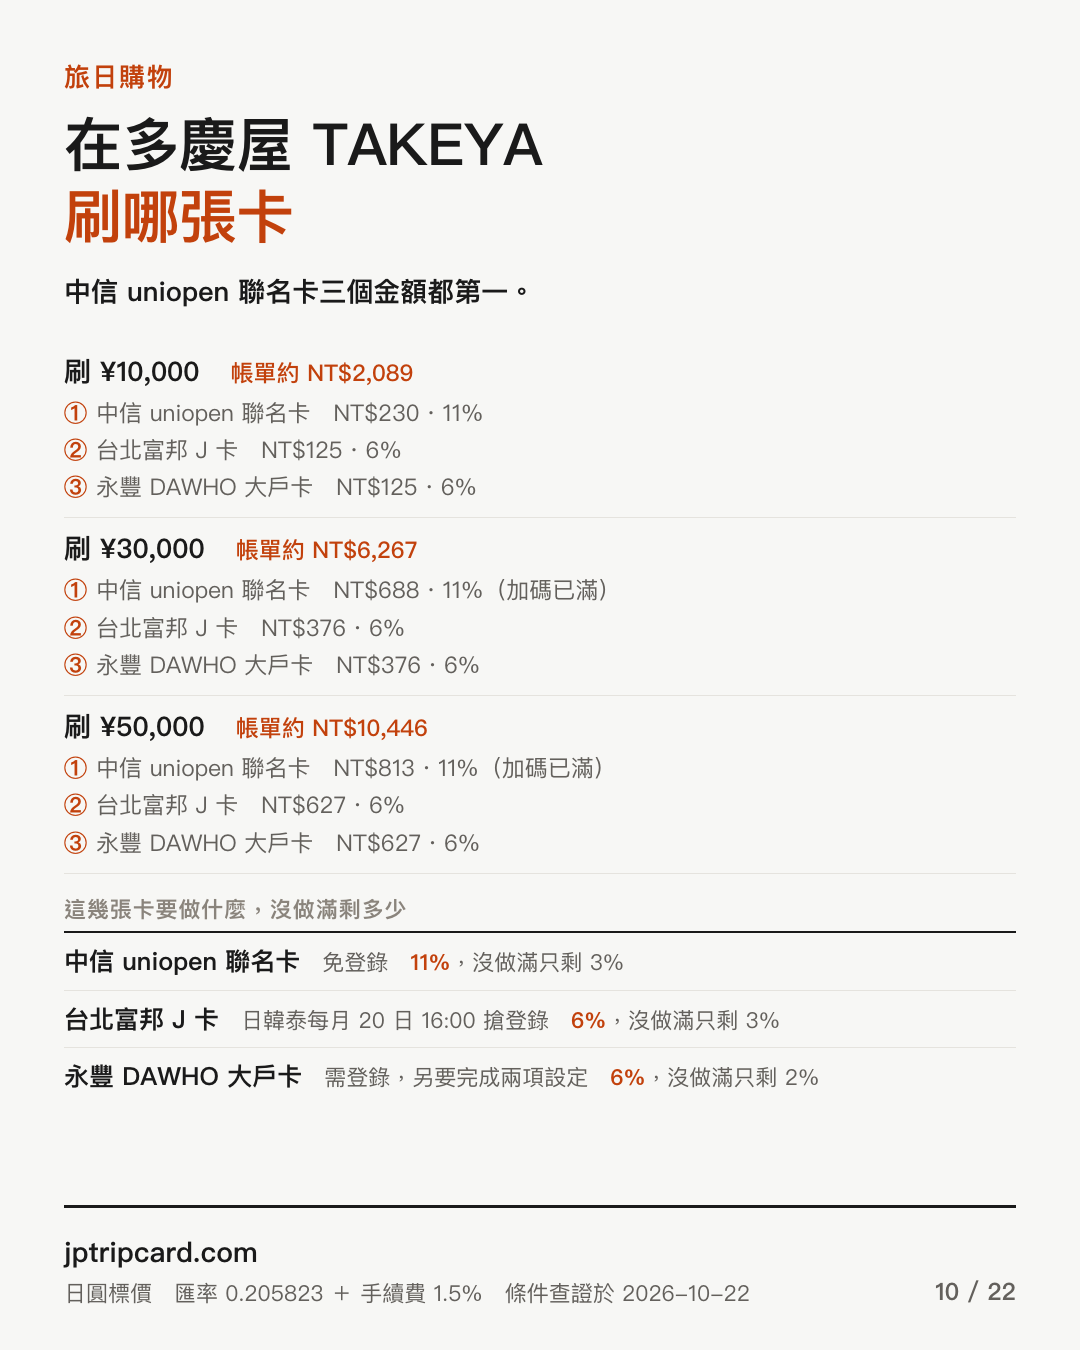 旅日購物
在多慶屋 TAKEYA
刷哪張卡
中信 uniopen 聯名卡三個金額都第一。
刷 ¥10,000 帳單約 NT$2,089
① 中信 uniopen 聯名卡 NT$230 · 11%
② 台北富邦 J 卡 NT$125 · 6%
③ 永豐 DAWHO 大戶卡 NT$125 · 6%
刷 ¥30,000 帳單約 NT$6,267
① 中信 uniopen 聯名卡 NT$688 · 11%（加碼已滿）
② 台北富邦 J 卡 NT$376 · 6%
③ 永豐 DAWHO 大戶卡 NT$376 · 6%
刷 ¥50,000 帳單約 NT$10,446
① 中信 uniopen 聯名卡 NT$813 · 11%（加碼已滿）
② 台北富邦 J 卡 NT$627 · 6%
③ 永豐 DAWHO 大戶卡 NT$627 · 6%
這幾張卡要做什麼，沒做滿剩多少
中信 uniopen 聯名卡 免登錄 11%，沒做滿只剩 3%
台北富邦 J 卡 日韓泰每月 20 日 16:00 搶登錄 6%，沒做滿只剩 3%
永豐 DAWHO 大戶卡 需登錄，另要完成兩項設定 6%，沒做滿只剩 2%
jptripcard.com
日圓標價 匯率 0.205823 ＋ 手續費 1.5% 條件查證於 2026–10–22
10 / 22